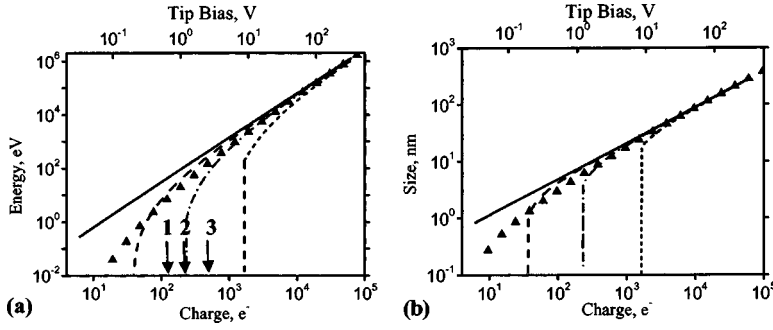 Tip Bias, V
10-1 100 101 102
106
104
102
100
10-2
Energy, eV
1 2 3
101 102 103 104 105
(a) Charge, e-
Tip Bias, V
10-1 100 101 102
103
102
101
100
10-1
Size, nm
101 102 103 104 105
(b) Charge, e-